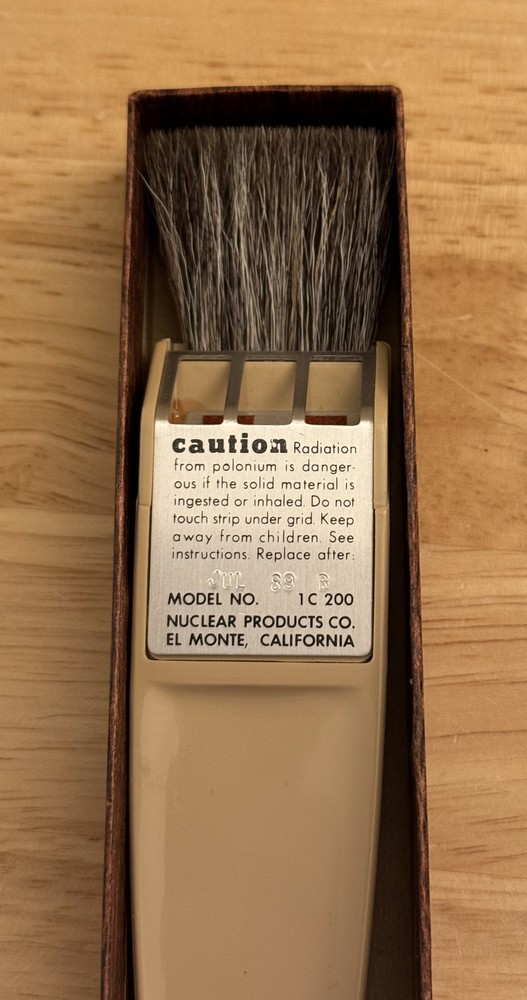 caution Radiation
from polonium is danger-
ous if the solid material is
ingested or inhaled. Do not
touch strip under grid. Keep
away from children. See
instructions. Replace after:
JUL 89 B
MODEL NO. 1C 200
NUCLEAR PRODUCTS CO.
EL MONTE, CALIFORNIA